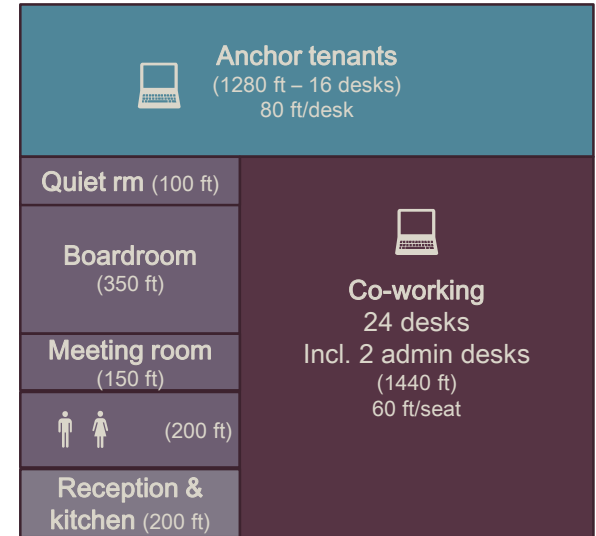 Anchor tenants
(1280 ft – 16 desks)
80 ft/desk
Quiet rm (100 ft)
Boardroom
(350 ft)
Meeting room
(150 ft)
(200 ft)
Reception &
kitchen (200 ft)
Co-working
24 desks
Incl. 2 admin desks
(1440 ft)
60 ft/seat